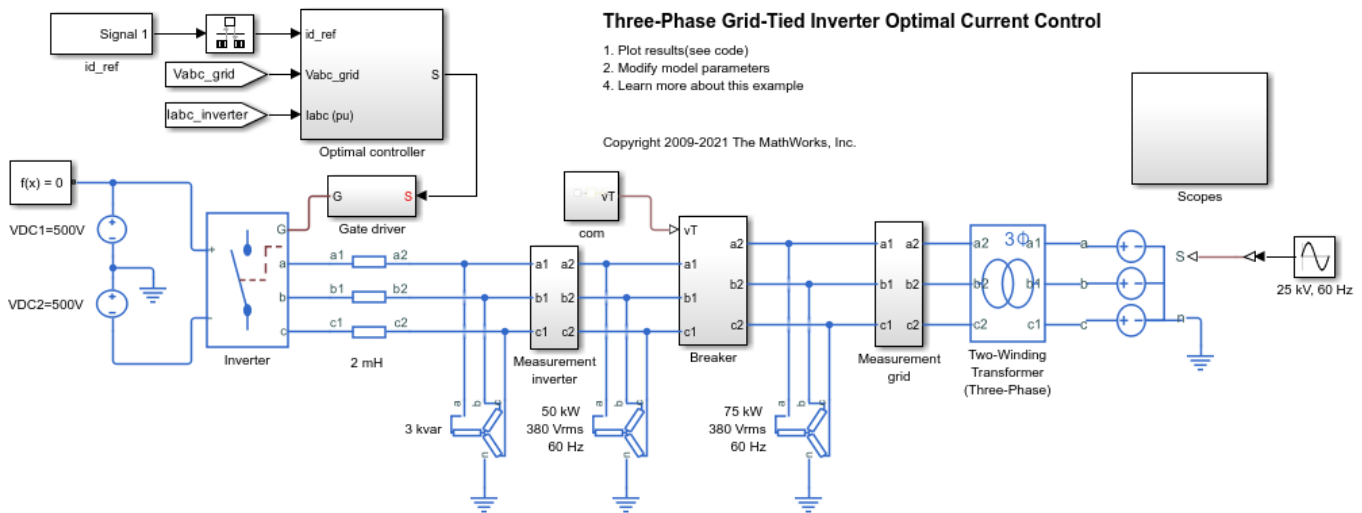 Three-Phase Grid-Tied Inverter Optimal Current Control
1. Plot results(see code)
2. Modify model parameters
4. Learn more about this example
Copyright 2009-2021 The MathWorks, Inc.
Signal 1
id_ref
Vabc_grid
Iabc_inverter
id_ref
Vabc_grid
Iabc (pu)
S
Optimal controller
f(x) = 0
VDC1=500V
VDC2=500V
G
S
Gate driver
+
−
G
a
b
c
Inverter
a1 a2
b1 b2
c1 c2
2 mH
a1 a2
b1 b2
c1 c2
Measurement
inverter
vT
com
vT
a1
b1
c1
a2
b2
c2
Breaker
a1 a2
b1 b2
c1 c2
Measurement
grid
3Φ
a2 a1
b2 b1
c2 c1
Two-Winding
Transformer
(Three-Phase)
a
b
c
S
n
25 kV, 60 Hz
Scopes
a b c
n
3 kvar
a b c
n
50 kW
380 Vrms
60 Hz
a b c
n
75 kW
380 Vrms
60 Hz